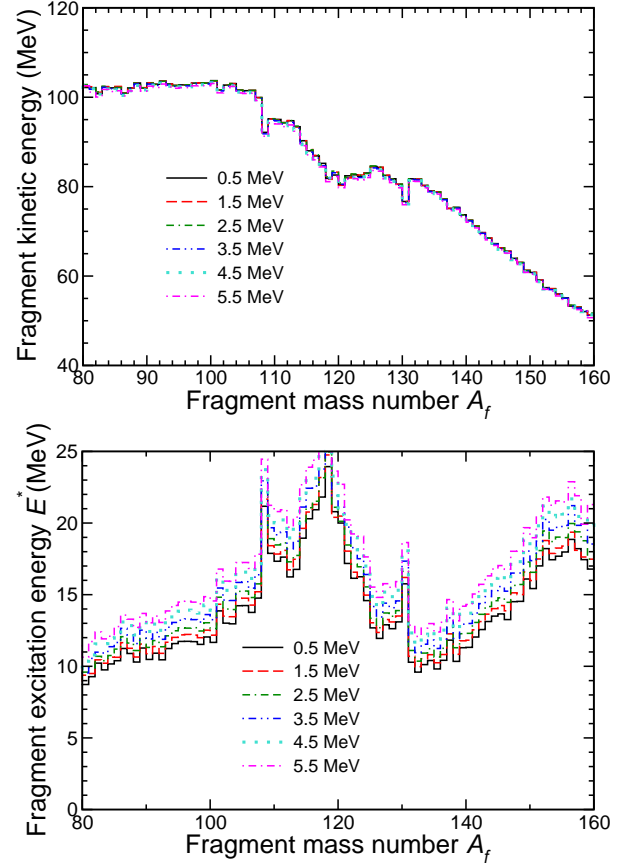 Fragment kinetic energy (MeV)
120
100
80
60
40
0.5 MeV
1.5 MeV
2.5 MeV
3.5 MeV
4.5 MeV
5.5 MeV
80 90 100 110 120 130 140 150 160
Fragment mass number A_f
Fragment excitation energy E^* (MeV)
25
20
15
10
5
0
0.5 MeV
1.5 MeV
2.5 MeV
3.5 MeV
4.5 MeV
5.5 MeV
80 100 120 140 160
Fragment mass number A_f